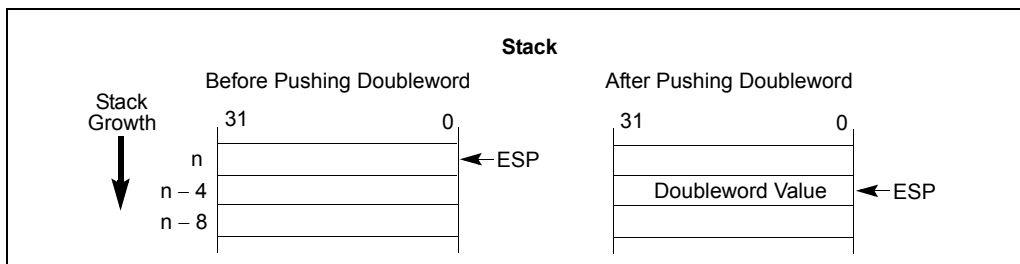 Stack
Before Pushing Doubleword
After Pushing Doubleword
Stack
Growth
31 0
31 0
n
ESP
n – 4
Doubleword Value
ESP
n – 8